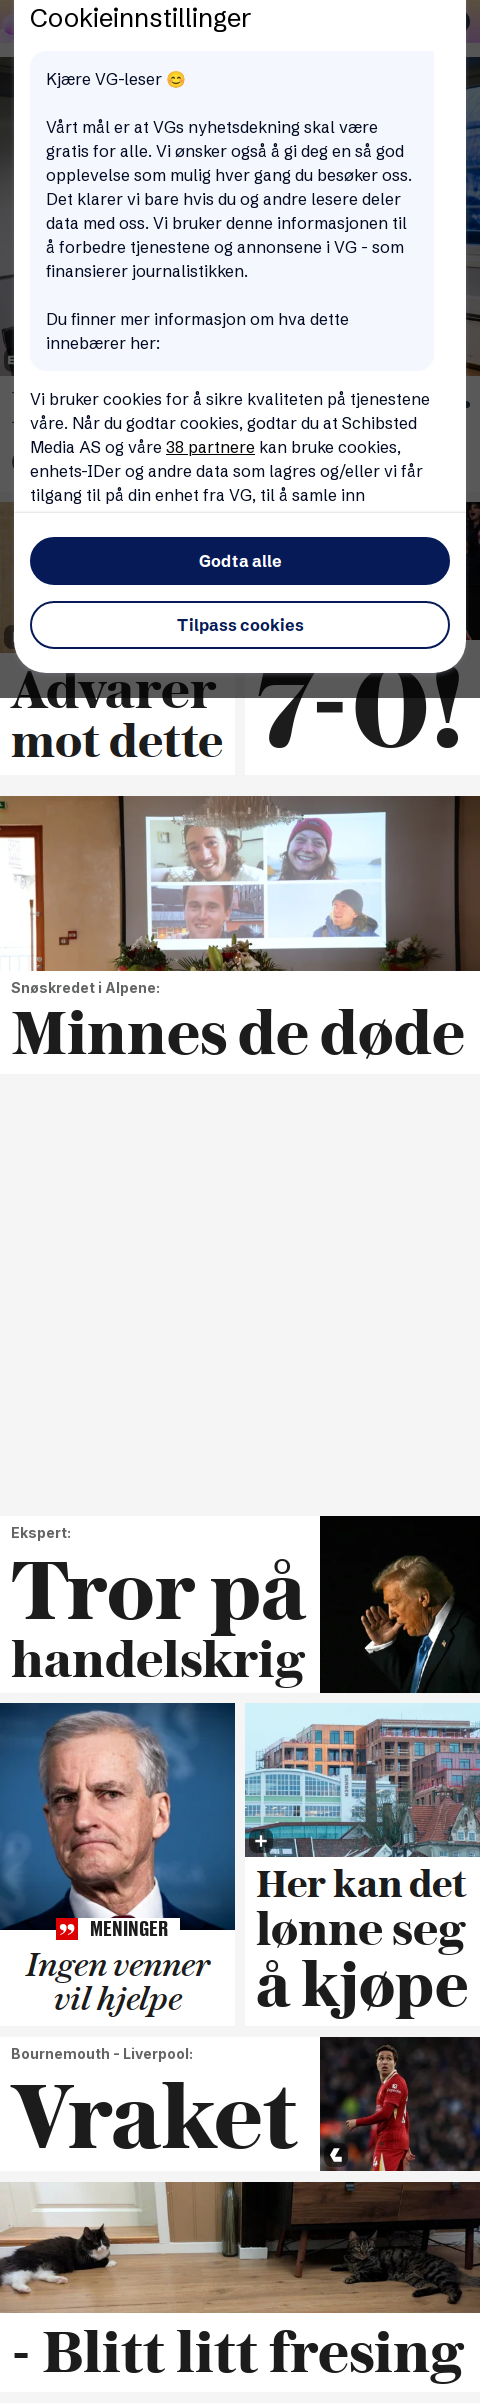 Cookieinnstillinger
Kjære VG-leser 😊
Vårt mål er at VGs nyhetsdekning skal være
gratis for alle. Vi ønsker også å gi deg en så god
opplevelse som mulig hver gang du besøker oss.
Det klarer vi bare hvis du og andre lesere deler
data med oss. Vi bruker denne informasjonen til
å forbedre tjenestene og annonsene i VG - som
finansierer journalistikken.
Du finner mer informasjon om hva dette
innebærer her:
Vi bruker cookies for å sikre kvaliteten på tjenestene
våre. Når du godtar cookies, godtar du at Schibsted
Media AS og våre 38 partnere kan bruke cookies,
enhets-IDer og andre data som lagres og/eller vi får
tilgang til på din enhet fra VG, til å samle inn
Godta alle
Tilpass cookies
Advarer
mot dette
7-0!
Snøskredet i Alpene:
Minnes de døde
Ekspert:
Tror på
handelskrig
MENINGER
Ingen venner
vil hjelpe
Her kan det
lønne seg
å kjøpe
Bournemouth - Liverpool:
Vraket
- Blitt litt fresing